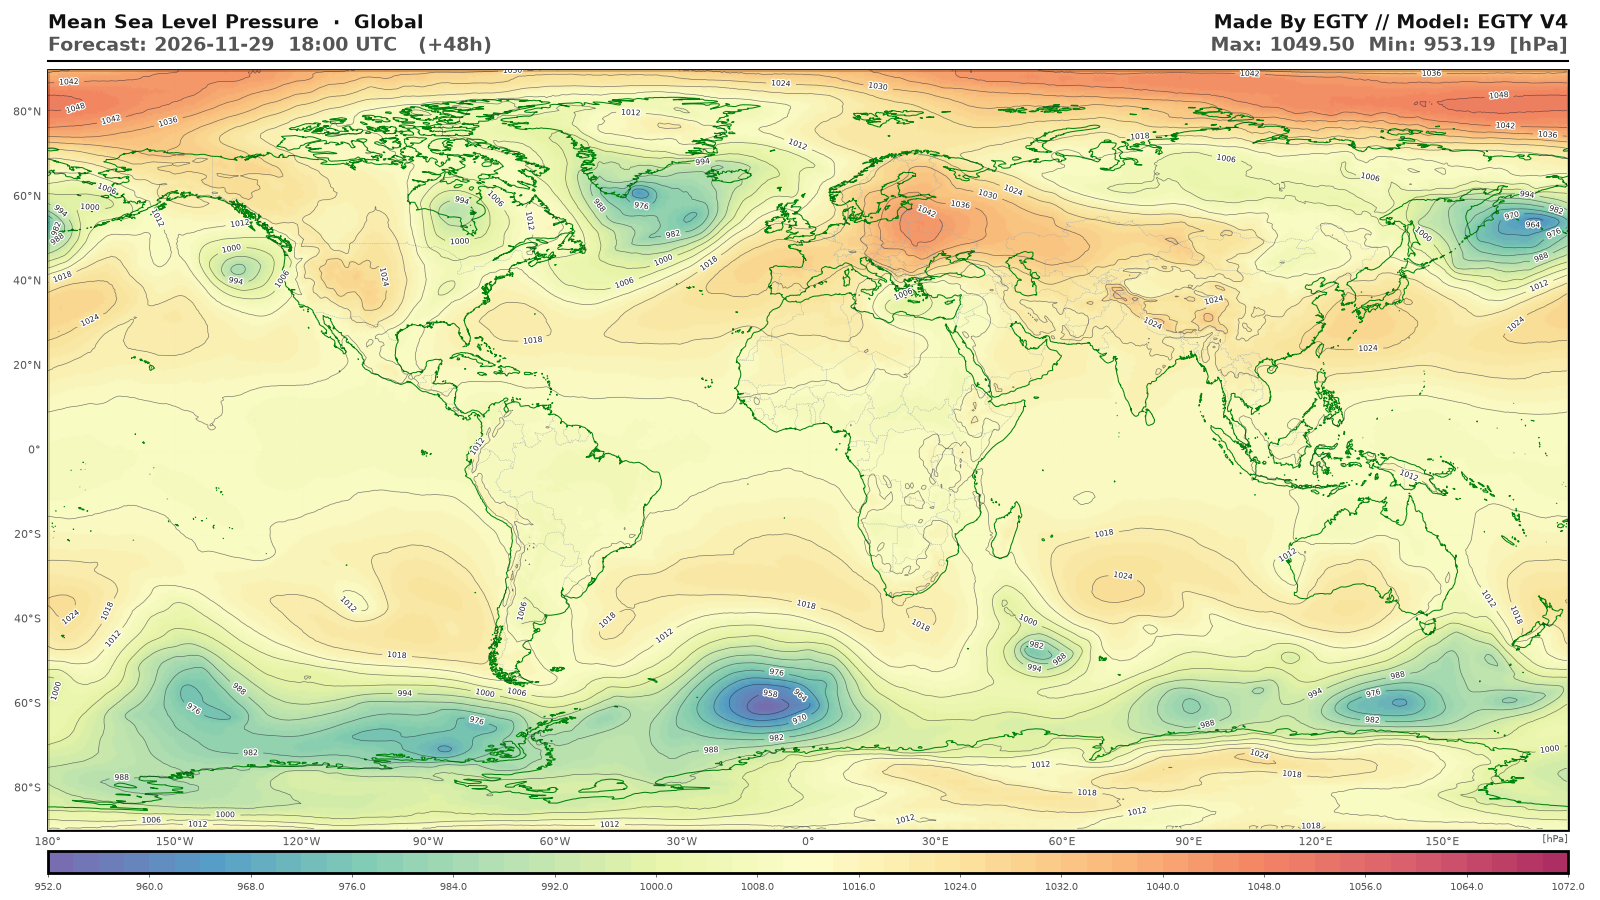 Mean Sea Level Pressure · Global
Made By EGTY // Model: EGTY V4
Forecast: 2026-11-29 18:00 UTC (+48h)
Max: 1049.50 Min: 953.19 [hPa]
80°N
60°N
40°N
20°N
0°
20°S
40°S
60°S
80°S
180° 150°W 120°W 90°W 60°W 30°W 0° 30°E 60°E 90°E 120°E 150°E
[hPa]
952.0 960.0 968.0 976.0 984.0 992.0 1000.0 1008.0 1016.0 1024.0 1032.0 1040.0 1048.0 1056.0 1064.0 1072.0